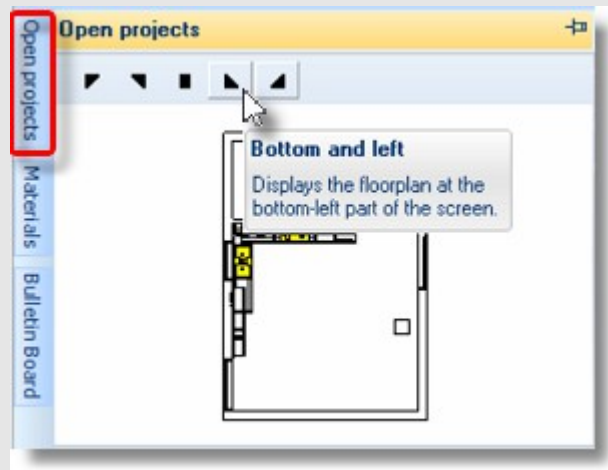 Open projects
Open projects
Materials
Bulletin Board
Bottom and left
Displays the floorplan at the
bottom-left part of the screen.